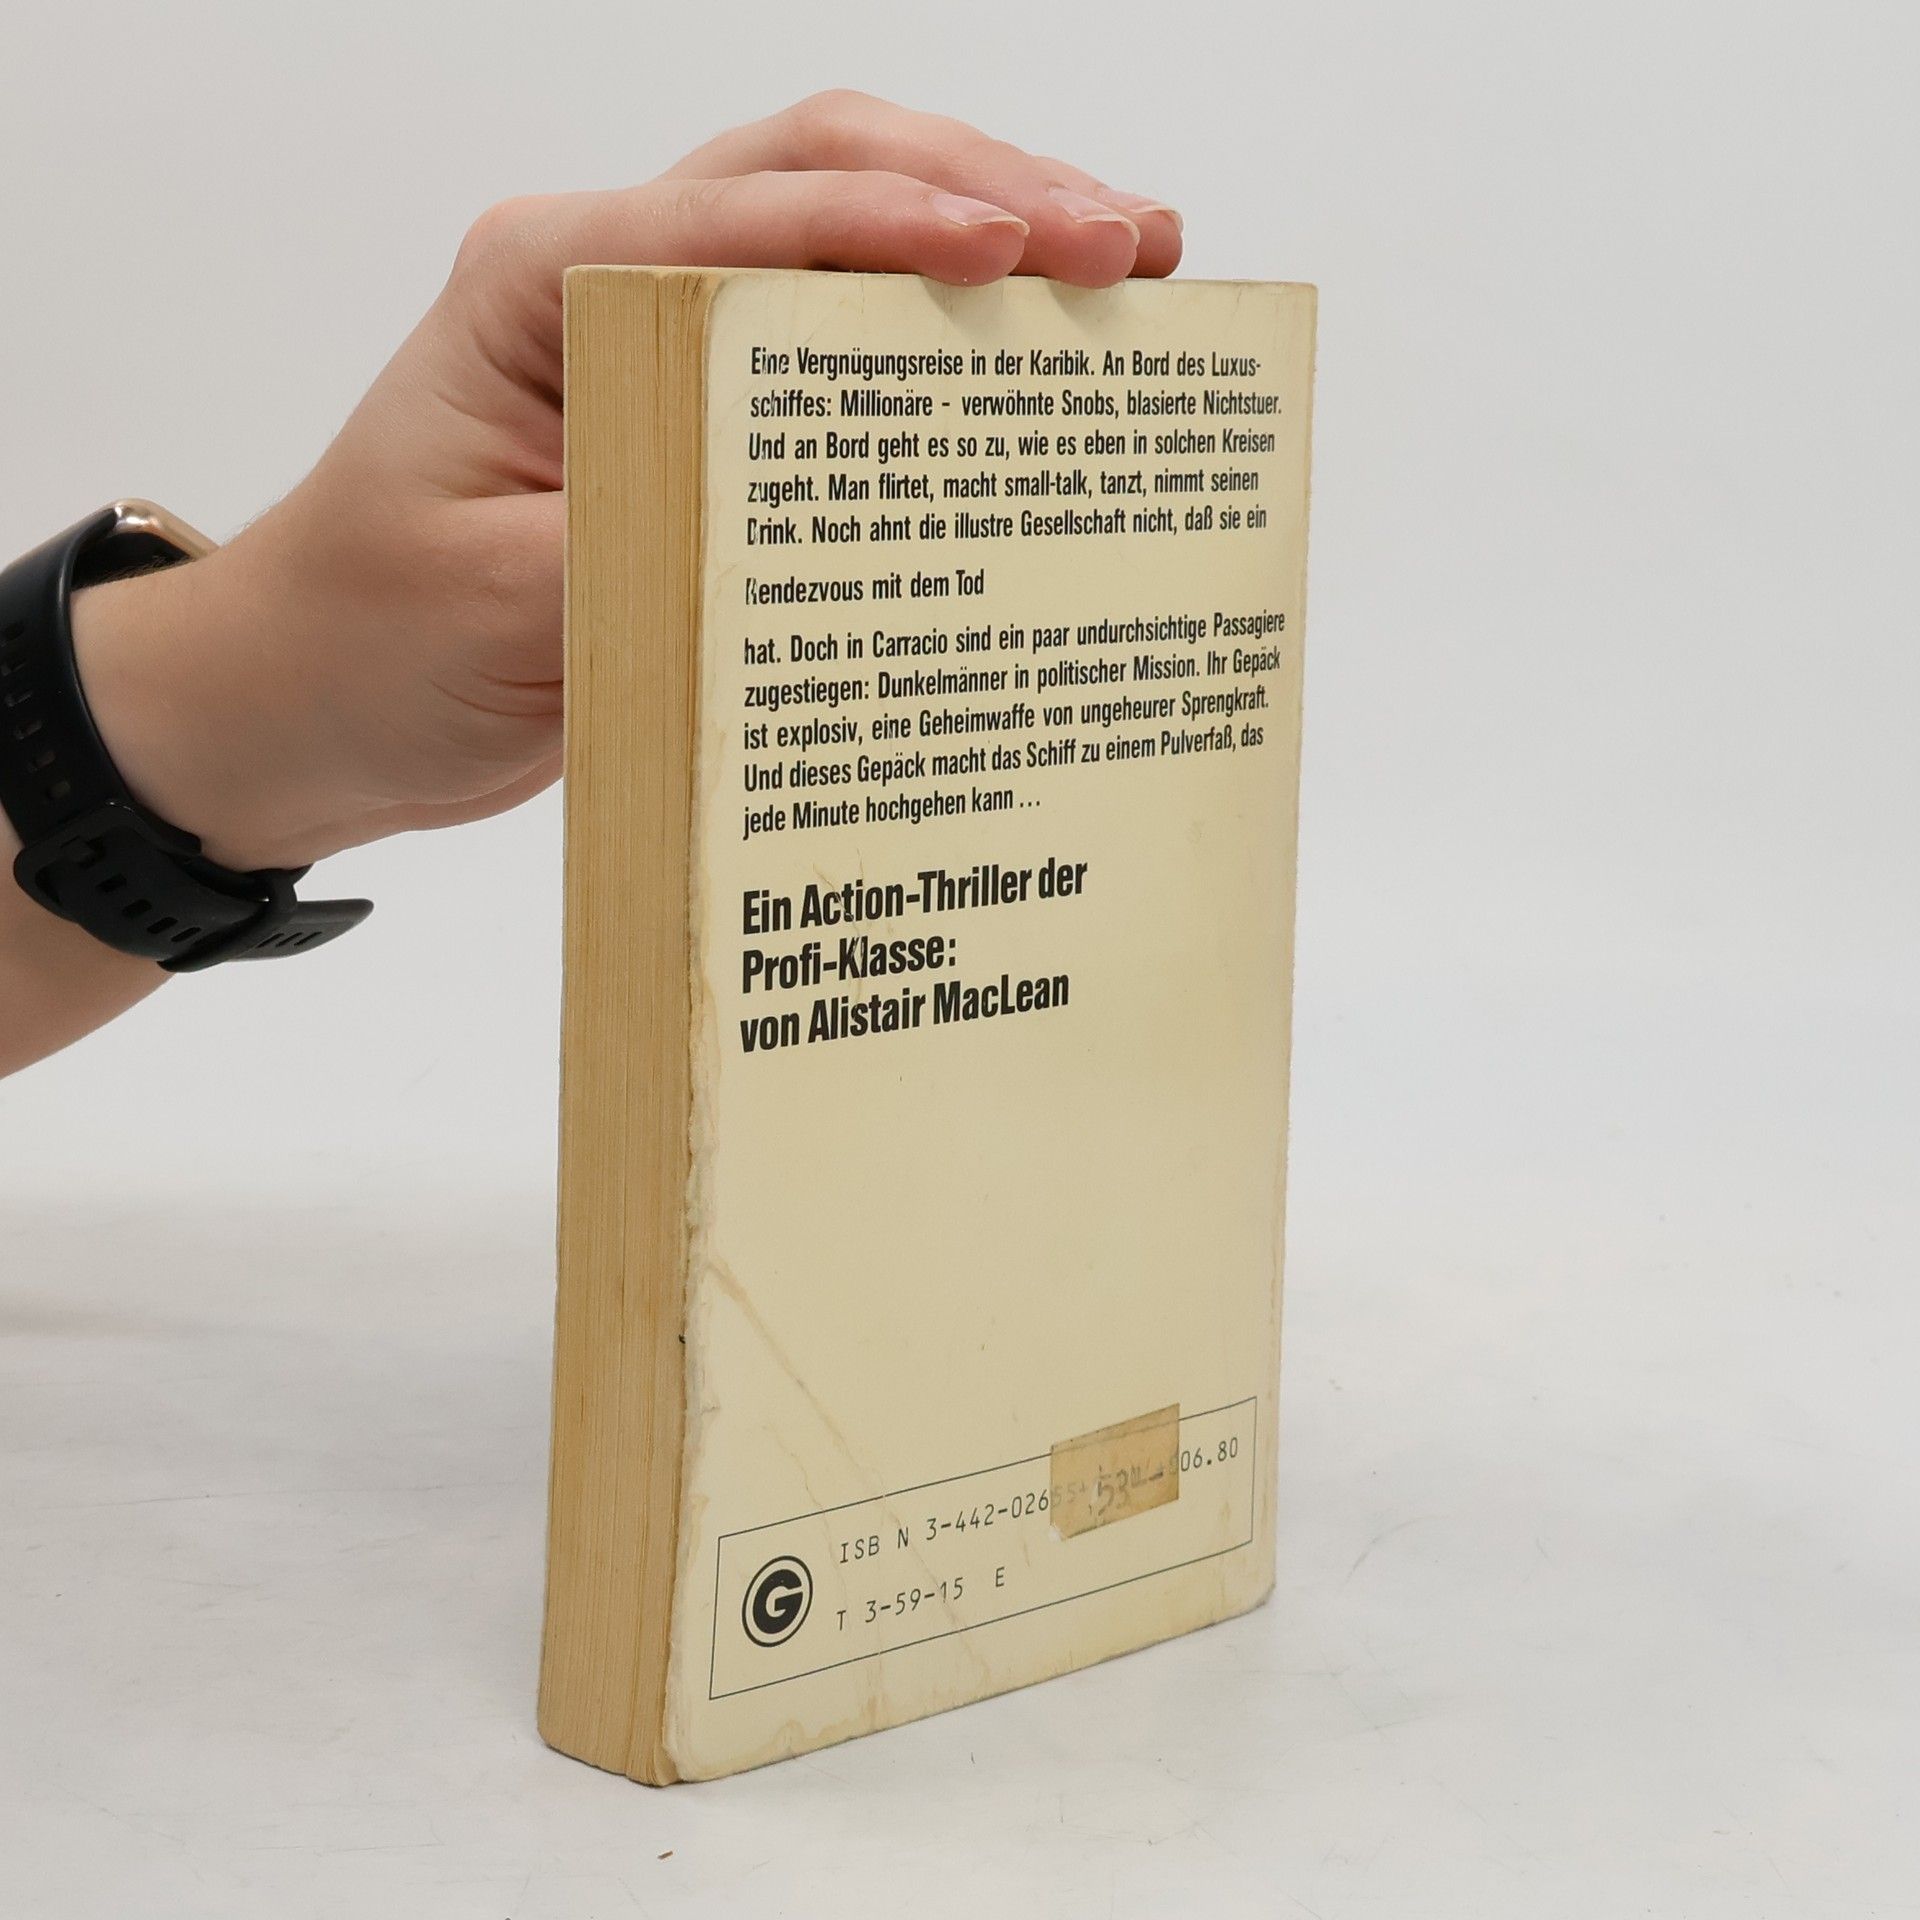 Eine Vergnügungsreise in der Karibik. An Bord des Luxus-
schiffes: Millionäre - verwöhnte Snobs, blasierte Nichtstuer.
Und an Bord geht es so zu, wie es eben in solchen Kreisen
zugeht. Man flirtet, macht small-talk, tanzt, nimmt seinen
Drink. Noch ahnt die illustre Gesellschaft nicht, daß sie ein
Rendezvous mit dem Tod
hat. Doch in Carracio sind ein paar undurchsichtige Passagiere
zugestiegen: Dunkelmänner in politischer Mission. Ihr Gepäck
ist explosiv, eine Geheimwaffe von ungeheurer Sprengkraft.
Und dieses Gepäck macht das Schiff zu einem Pulverfaß, das
jede Minute hochgehen kann ...
Ein Action-Thriller der
Profi-Klasse:
von Alistair MacLean
ISB N 3-442-026 06.80
G
T 3-59-15 E